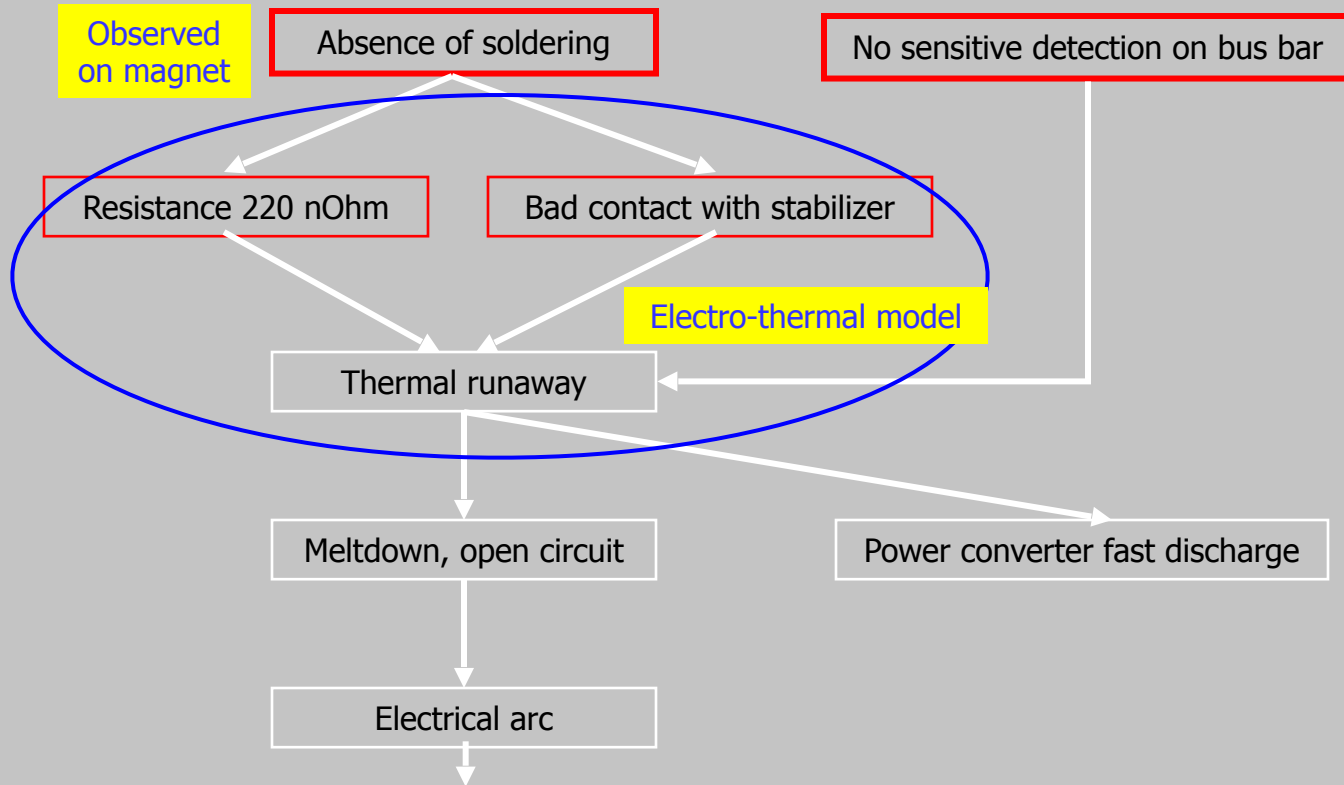 Observed
on magnet
Absence of soldering
No sensitive detection on bus bar
Resistance 220 nOhm
Bad contact with stabilizer
Electro-thermal model
Thermal runaway
Meltdown, open circuit
Power converter fast discharge
Electrical arc